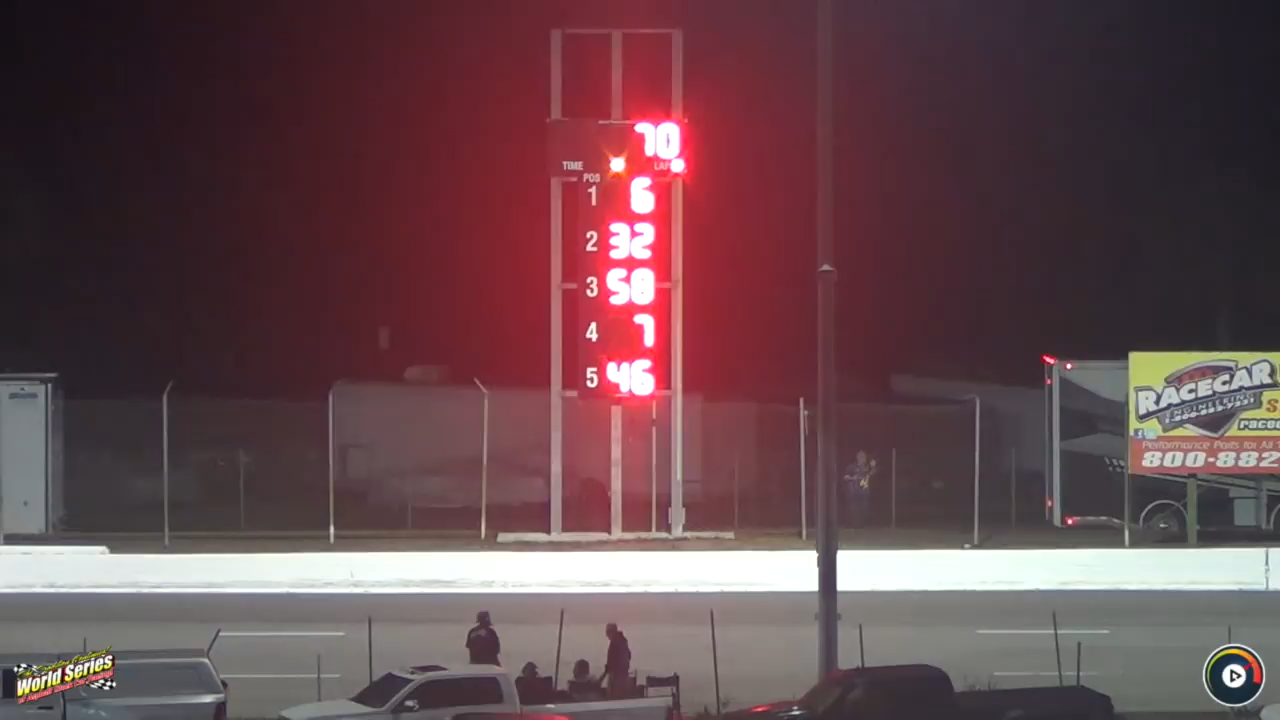 70
TIME LAP
POS
1 6
2 32
3 58
4 7
5 46
RACECAR
ENGINEERING
Performance Parts for All
800-882
World Series